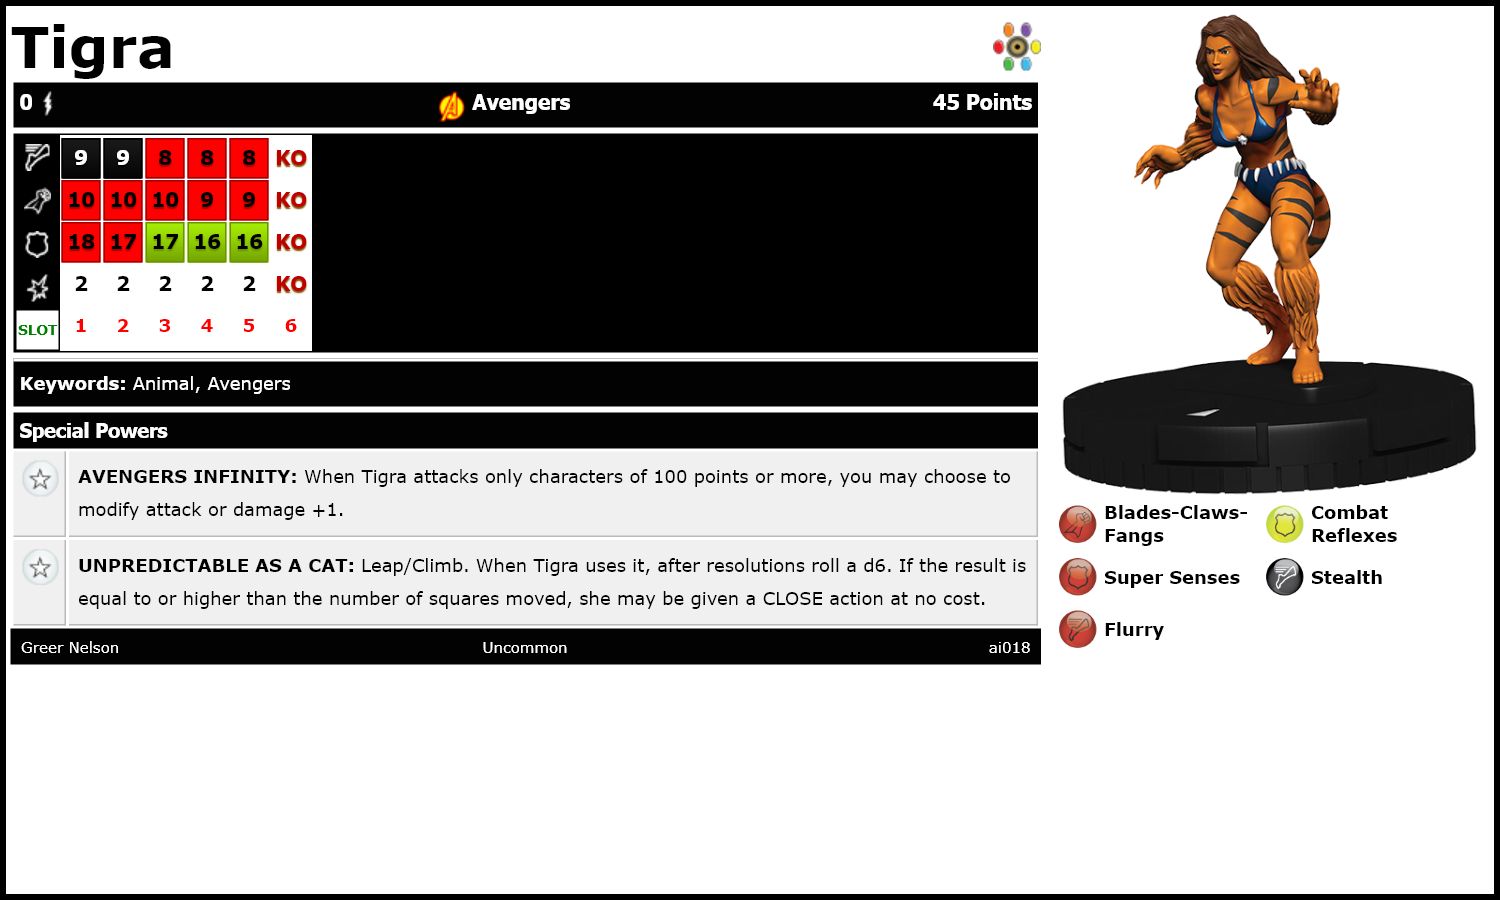 Tigra
0 Avengers 45 Points
9 9 8 8 8 KO
10 10 10 9 9 KO
18 17 17 16 16 KO
2 2 2 2 2 KO
SLOT 1 2 3 4 5 6
Keywords: Animal, Avengers
Special Powers
AVENGERS INFINITY: When Tigra attacks only characters of 100 points or more, you may choose to
modify attack or damage +1.
UNPREDICTABLE AS A CAT: Leap/Climb. When Tigra uses it, after resolutions roll a d6. If the result is
equal to or higher than the number of squares moved, she may be given a CLOSE action at no cost.
Greer Nelson Uncommon ai018
Blades-Claws-
Fangs
Combat
Reflexes
Super Senses
Stealth
Flurry